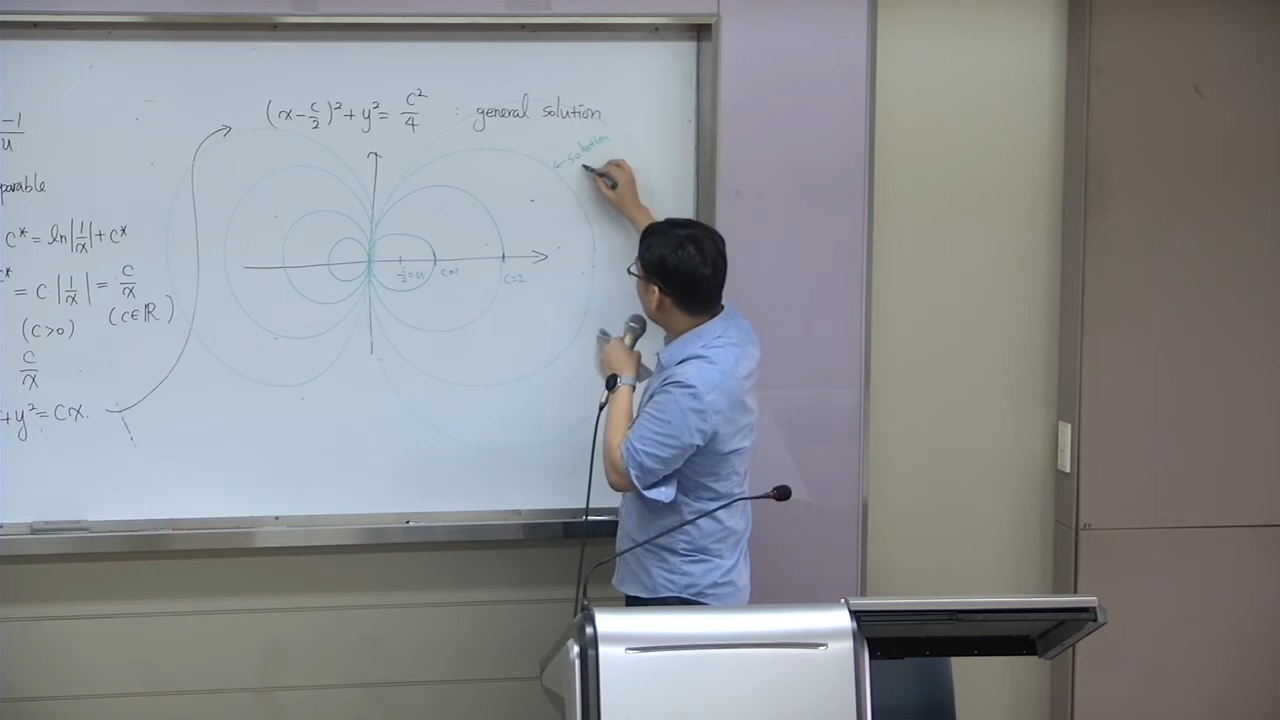 (x-c/2)²+y²= c²/4 : general solution
-1/u
parable
C* = ln|1/x|+C*
= C·|1/x| = C/x
(C>0) (C∈ℝ)
C/x
+y²=Cx.
← solution
C=1
C=2